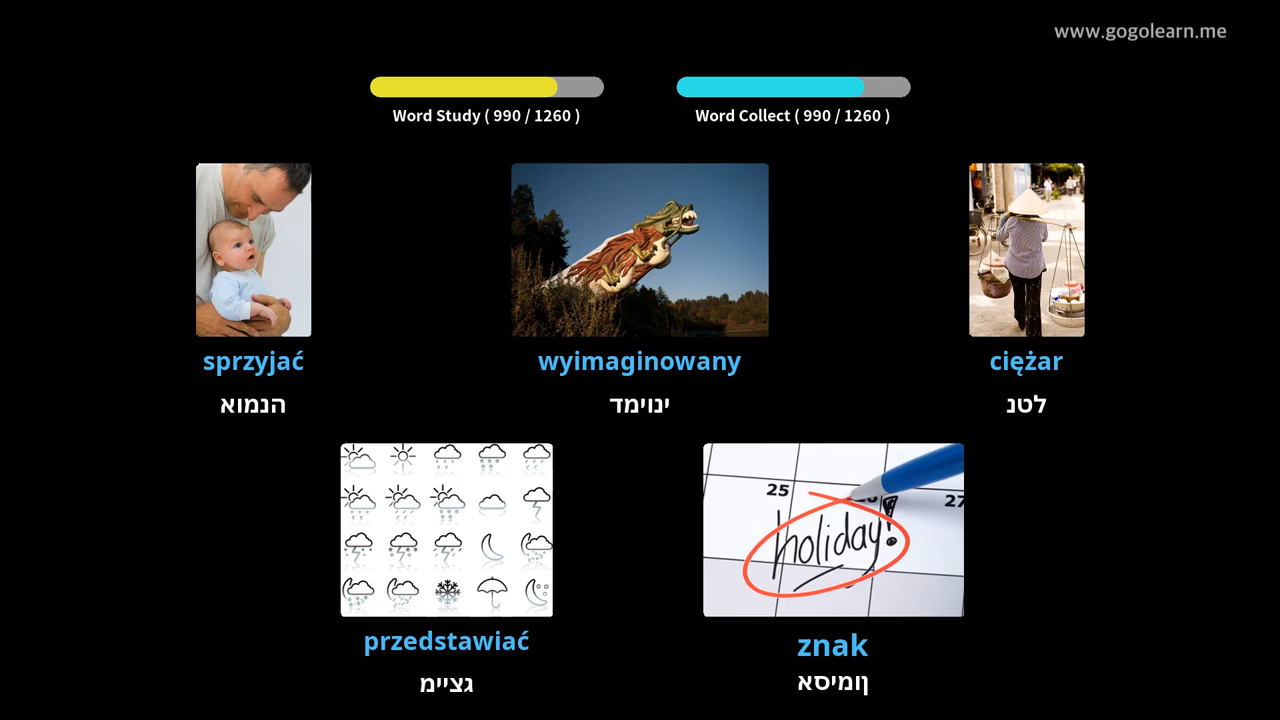 www.gogolearn.me
Word Study ( 990 / 1260 )
Word Collect ( 990 / 1260 )
sprzyjać
wyimaginowany
ciężar
הנמוא
ינוימד
לטנ
25
26
27
holiday!
przedstawiać
znak
גציימ
ןומיסא